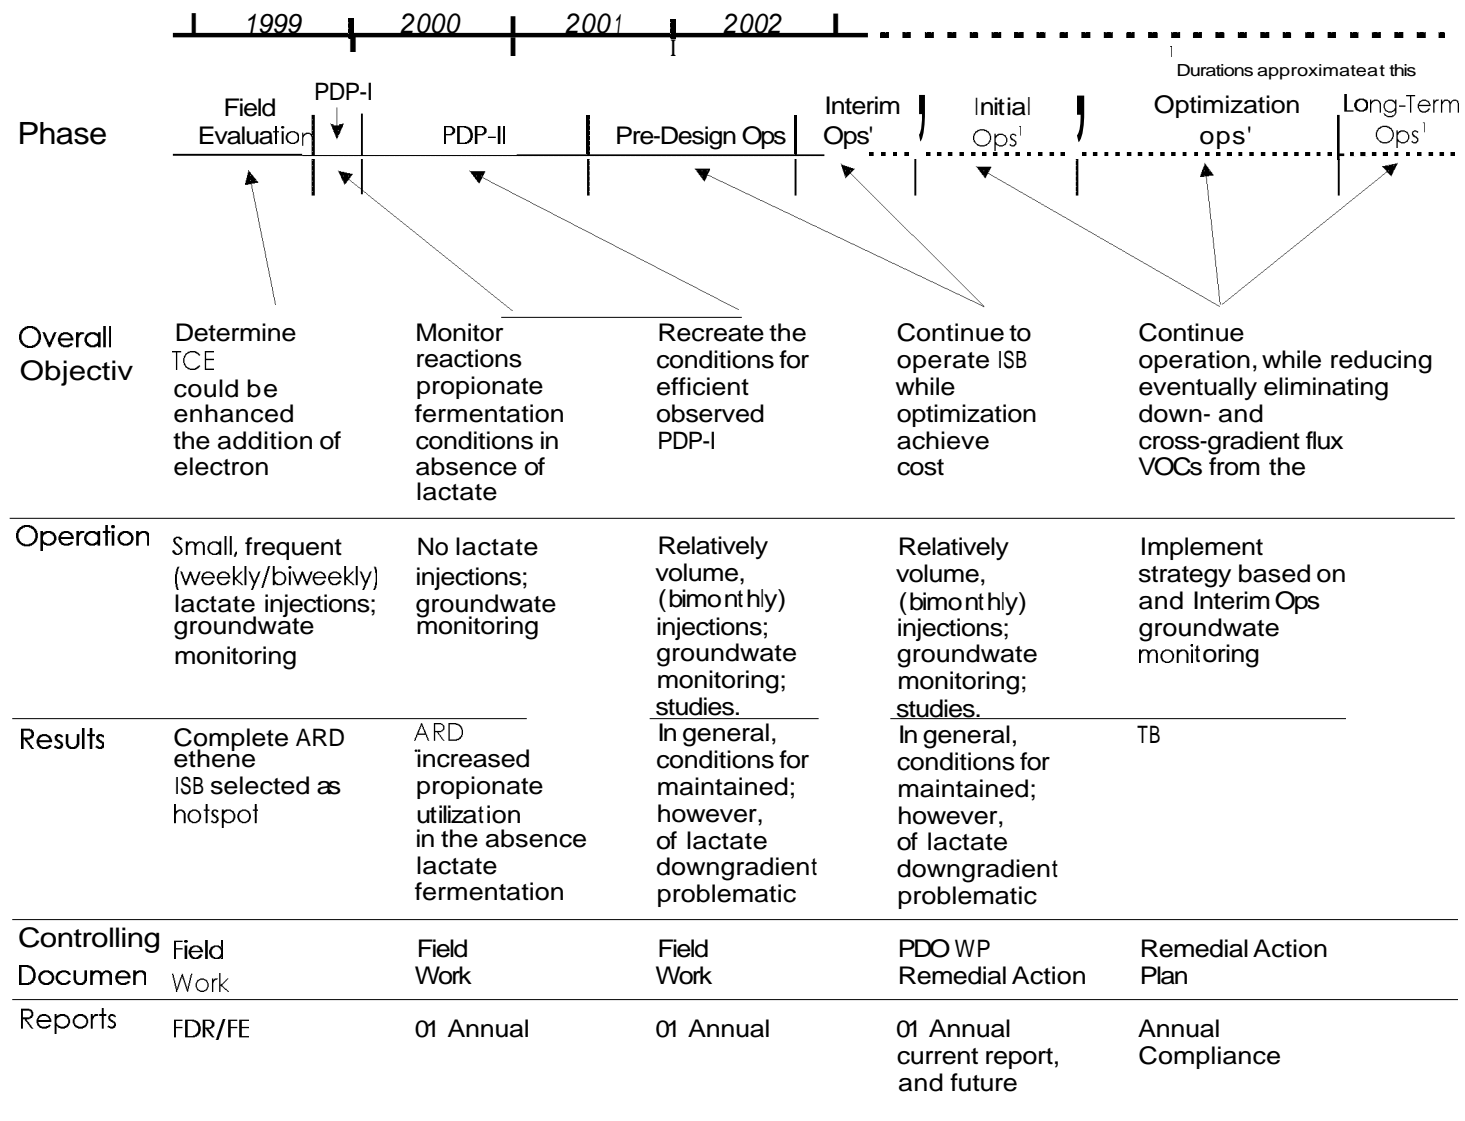 1999 2000 2001 2002
1
Durations approximate at this
PDP-I
Phase
Field
Evaluation
PDP-II
Pre-Design Ops
Interim
Ops'
Initial
Ops1
Optimization
ops'
Long-Term
Ops1
Overall
Objectiv
Determine
TCE
could be
enhanced
the addition of
electron
Monitor
reactions
propionate
fermentation
conditions in
absence of
lactate
Recreate the
conditions for
efficient
observed
PDP-I
Continue to
operate ISB
while
optimization
achieve
cost
Continue
operation, while reducing
eventually eliminating
down- and
cross-gradient flux
VOCs from the
Operation
Small, frequent
(weekly/biweekly)
lactate injections;
groundwate
monitoring
No lactate
injections;
groundwate
monitoring
Relatively
volume,
(bimonthly)
injections;
groundwate
monitoring;
studies.
Relatively
volume,
(bimonthly)
injections;
groundwate
monitoring;
studies.
Implement
strategy based on
and Interim Ops
groundwate
monitoring
Results
Complete ARD
ethene
ISB selected as
hotspot
ARD
increased
propionate
utilization
in the absence
lactate
fermentation
In general,
conditions for
maintained;
however,
of lactate
downgradient
problematic
In general,
conditions for
maintained;
however,
of lactate
downgradient
problematic
TB
Controlling
Documen
Field
Work
Field
Work
Field
Work
PDO WP
Remedial Action
Remedial Action
Plan
Reports
FDR/FE
01 Annual
01 Annual
01 Annual
current report,
and future
Annual
Compliance